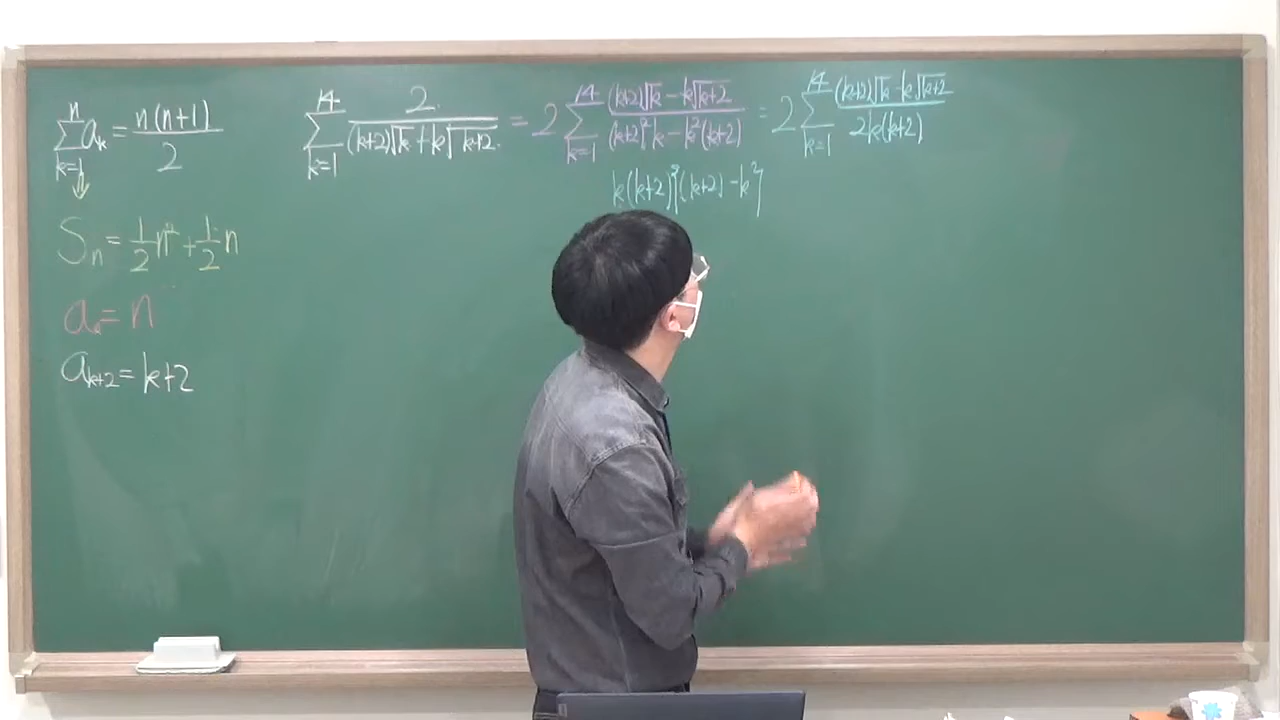 ∑_{k=1}^{n} a_k = n(n+1)/2
S_n = 1/2 n² + 1/2 n
a_n = n
a_{k+2} = k+2
∑_{k=1}^{14} 2/((k+2)√k + k√(k+2)) = 2 ∑_{k=1}^{14} ((k+2)√k − k√(k+2))/((k+2)²k − k²(k+2)) = 2 ∑_{k=1}^{14} ((k+2)√k − k√(k+2))/(2k(k+2))
k(k+2){(k+2) − k}